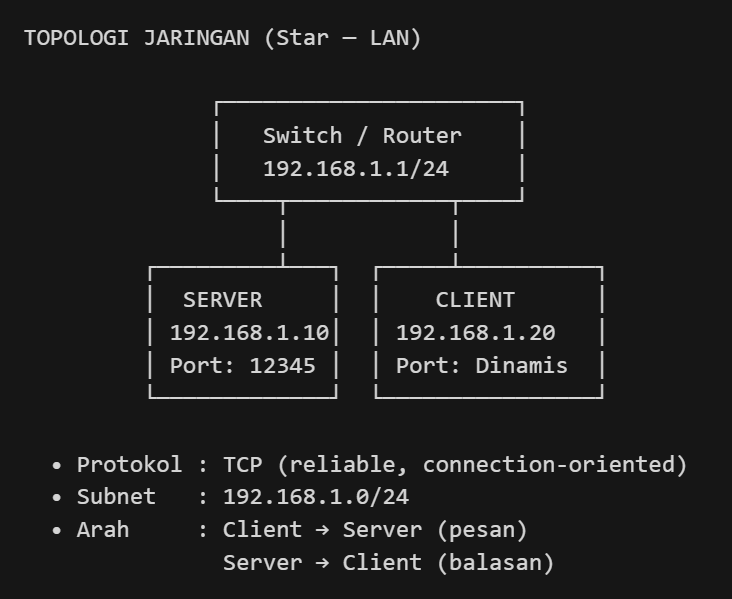 TOPOLOGI JARINGAN (Star — LAN)
Switch / Router
192.168.1.1/24
SERVER
192.168.1.10
Port: 12345
CLIENT
192.168.1.20
Port: Dinamis
• Protokol : TCP (reliable, connection-oriented)
• Subnet : 192.168.1.0/24
• Arah : Client → Server (pesan)
Server → Client (balasan)